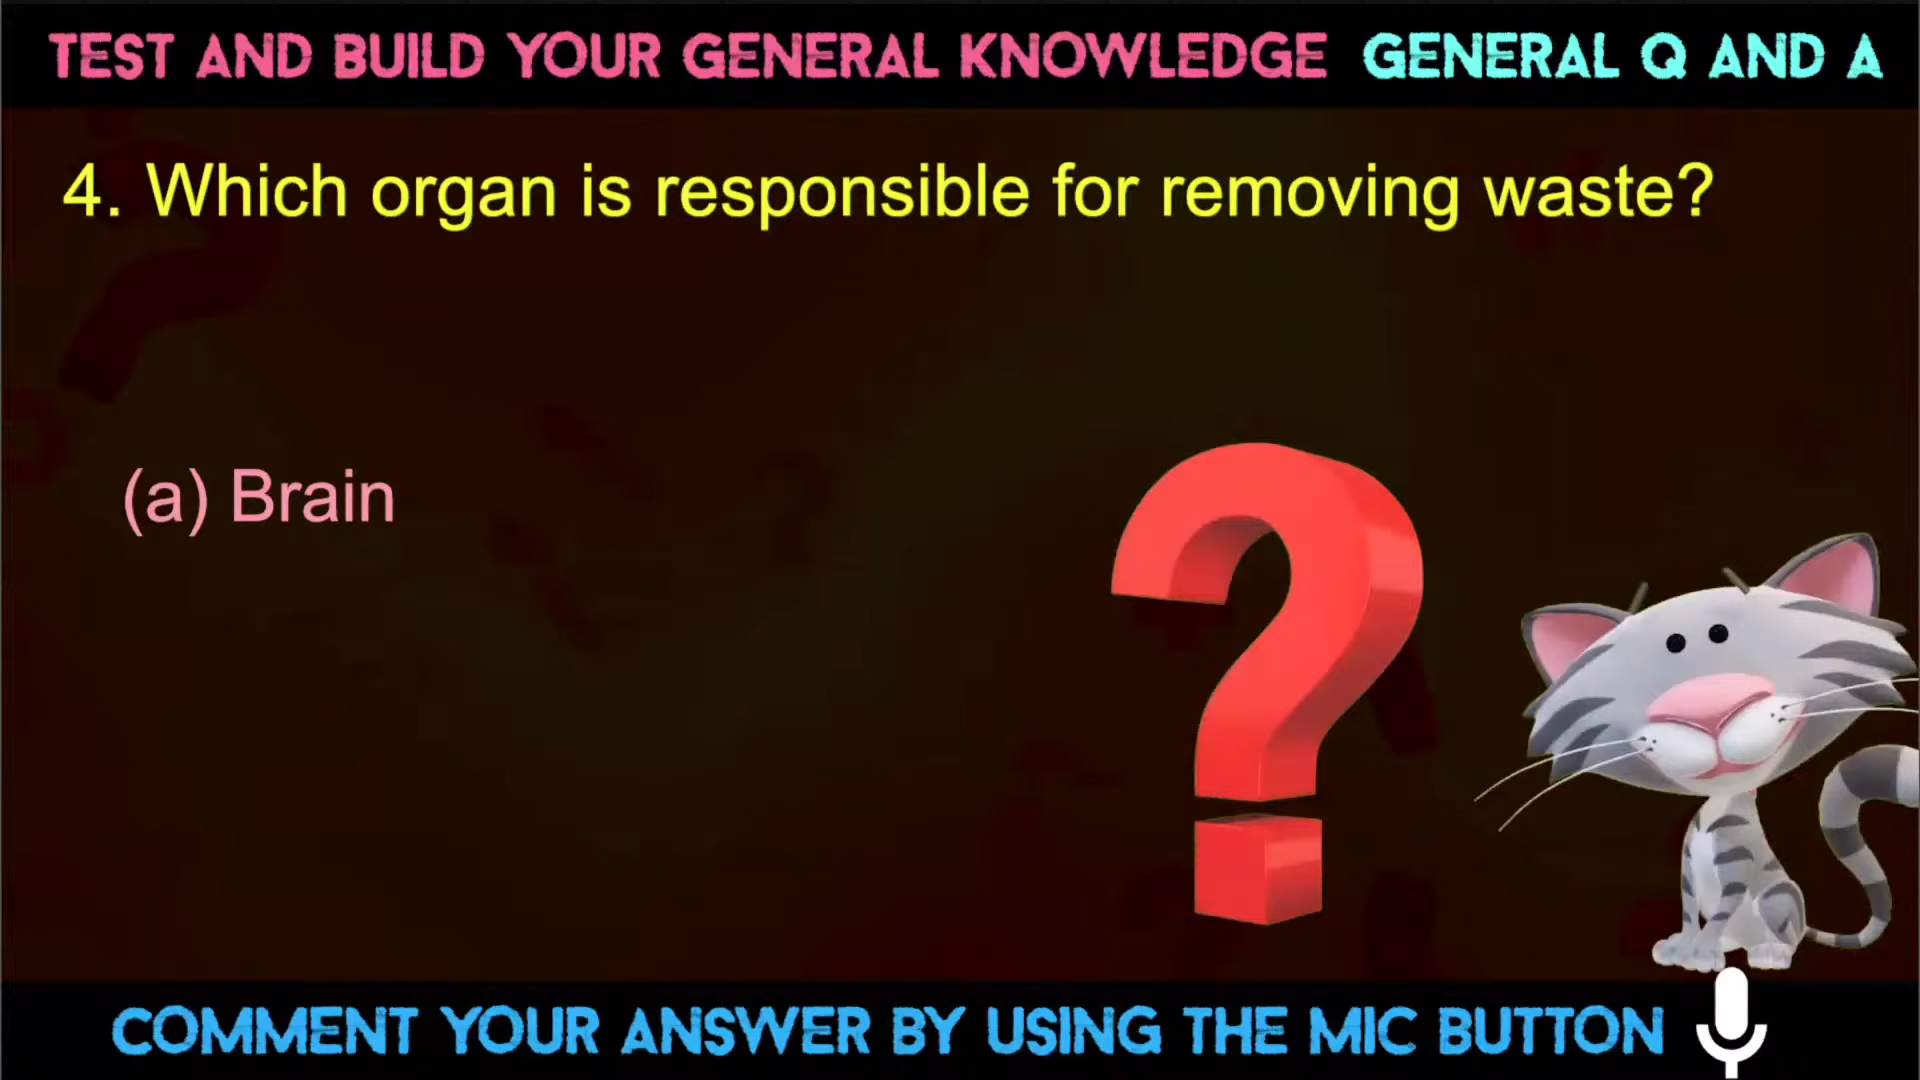 TEST AND BUILD YOUR GENERAL KNOWLEDGE GENERAL Q AND A
4. Which organ is responsible for removing waste?
(a) Brain
COMMENT YOUR ANSWER BY USING THE MIC BUTTON